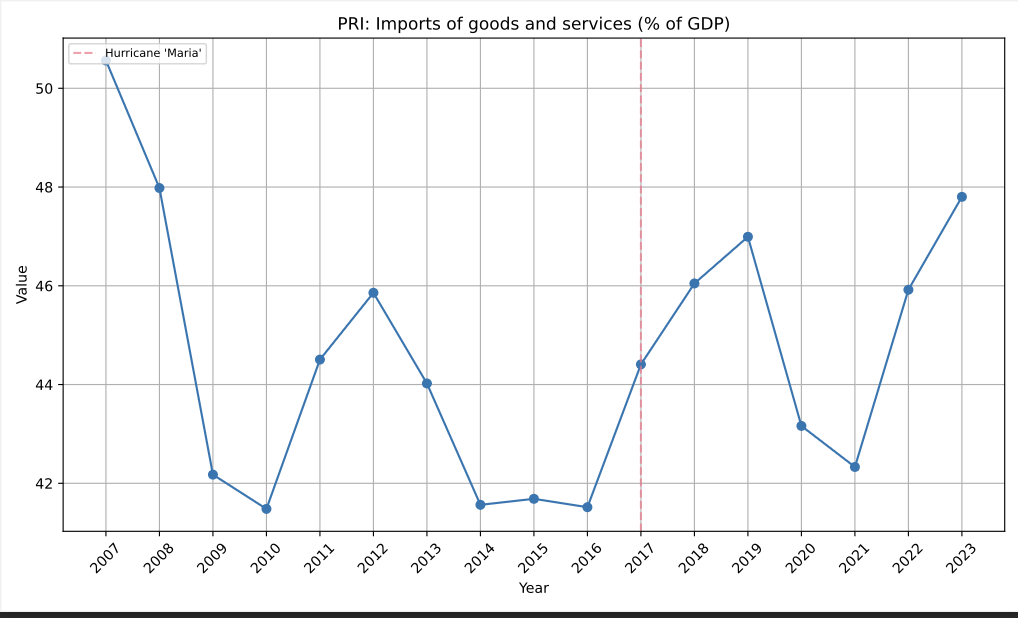 PRI: Imports of goods and services (% of GDP)
Hurricane 'Maria'
50
48
46
44
42
Value
2007 2008 2009 2010 2011 2012 2013 2014 2015 2016 2017 2018 2019 2020 2021 2022 2023
Year